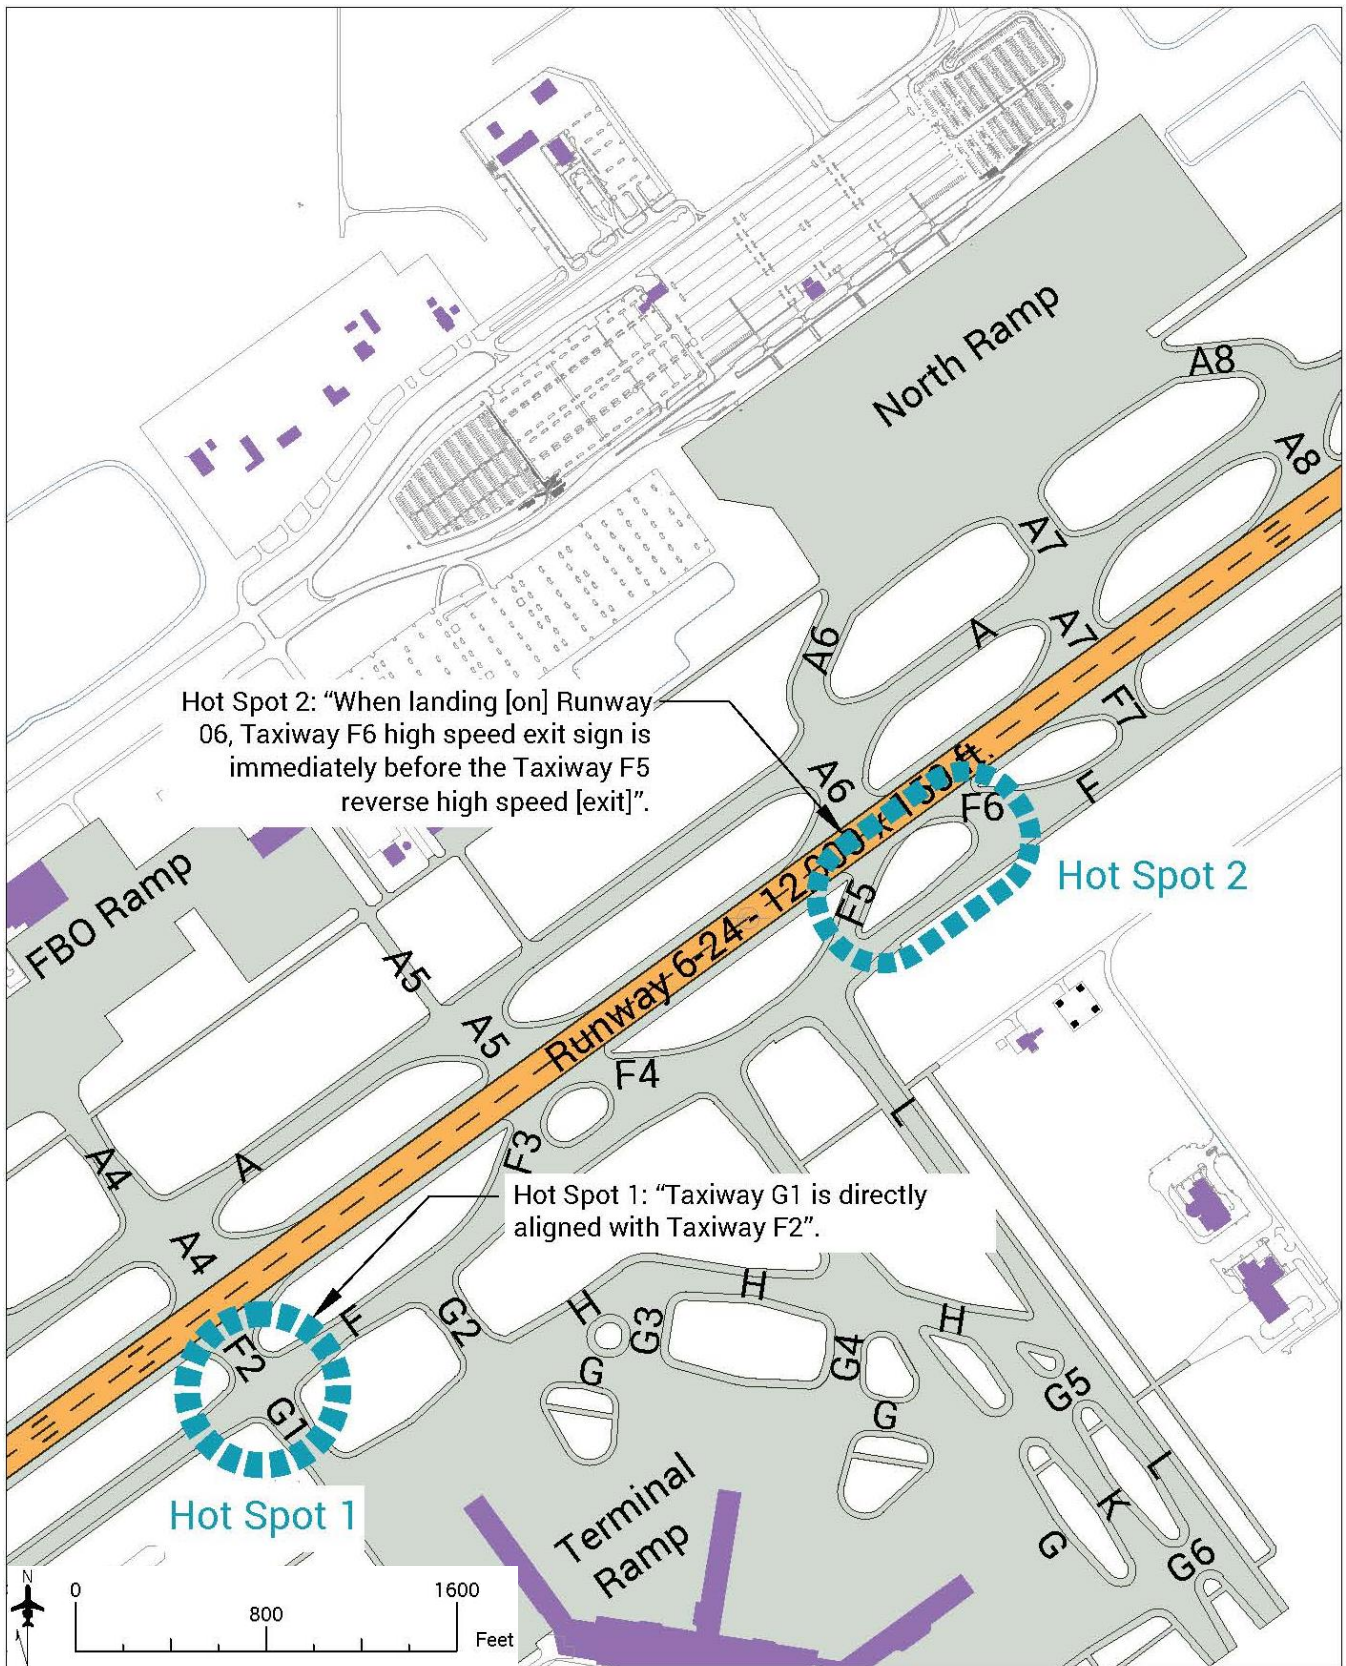 North Ramp
A8
A8
A7
A7
A
A6
A6
F7
F
F6
F5
Hot Spot 2: “When landing [on] Runway
06, Taxiway F6 high speed exit sign is
immediately before the Taxiway F5
reverse high speed [exit]”.
Hot Spot 2
Runway 6-24 - 12,000 x 150 ft.
FBO Ramp
A5
A5
F4
F3
L
A4
A
A4
Hot Spot 1: “Taxiway G1 is directly
aligned with Taxiway F2”.
F
F2
G1
G2
H
H
H
G3
G
G4
G
G5
L
K
G
G6
Hot Spot 1
Terminal
Ramp
N
0
800
1600
Feet